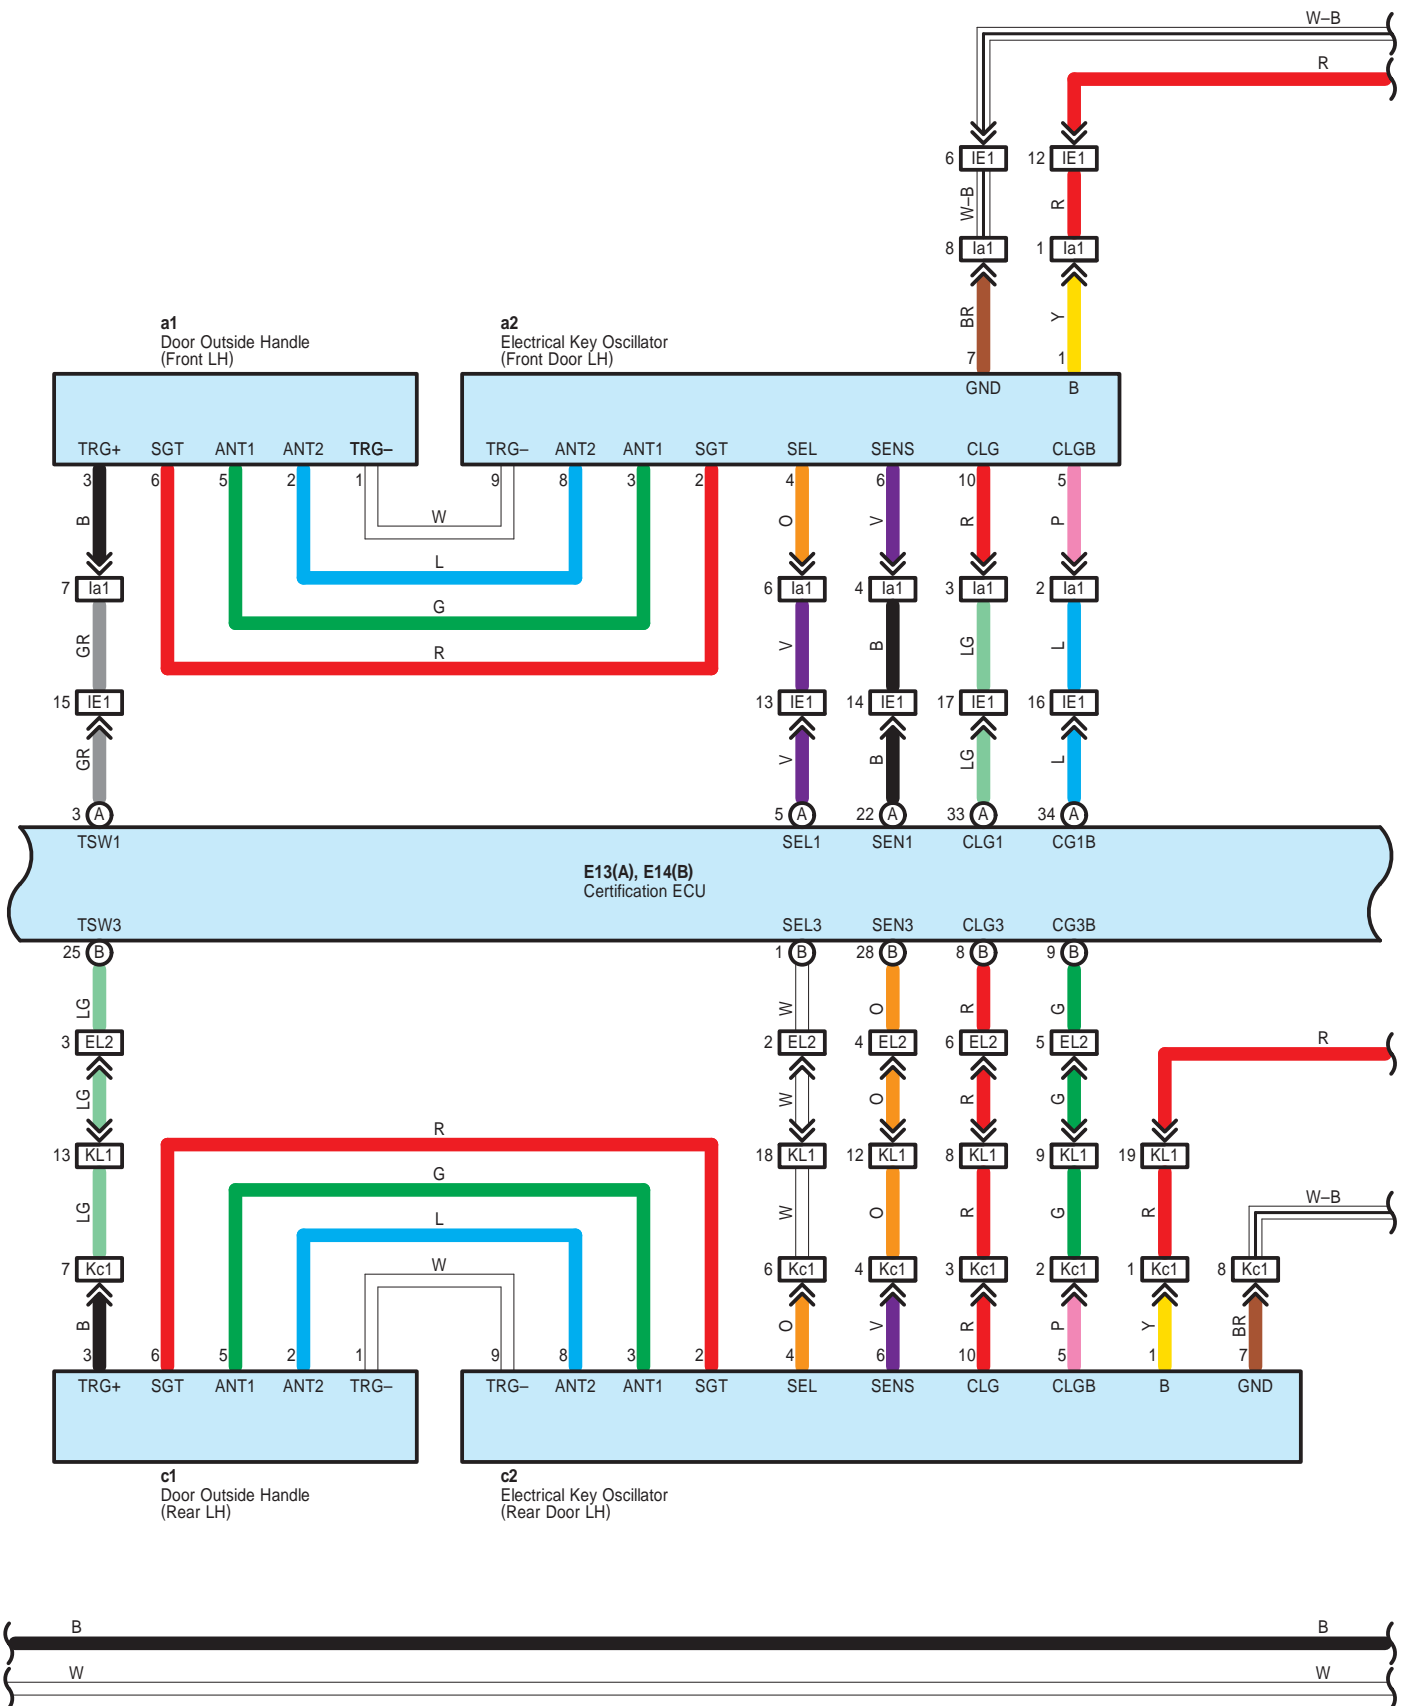 W–B
R
6 IE1 12 IE1
W–B R
8 Ia1 1 Ia1
BR Y
a1
Door Outside Handle
(Front LH)
a2
Electrical Key Oscillator
(Front Door LH)
7 1
GND B
TRG+ SGT ANT1 ANT2 TRG– TRG– ANT2 ANT1 SGT SEL SENS CLG CLGB
3 6 5 2 1 9 8 3 2 4 6 10 5
B W O V R P
L
7 Ia1 6 Ia1 4 Ia1 3 Ia1 2 Ia1
G
GR R V B LG L
15 IE1 13 IE1 14 IE1 17 IE1 16 IE1
GR V B LG L
3 A 5 A 22 A 33 A 34 A
TSW1 SEL1 SEN1 CLG1 CG1B
E13(A), E14(B)
Certification ECU
TSW3 SEL3 SEN3 CLG3 CG3B
25 B 1 B 28 B 8 B 9 B
LG W O R G
3 EL2 2 EL2 4 EL2 6 EL2 5 EL2 R
LG W O R G
R
13 KL1 18 KL1 12 KL1 8 KL1 9 KL1 19 KL1
G
LG L W O R G R W–B
W
7 Kc1 6 Kc1 4 Kc1 3 Kc1 2 Kc1 1 Kc1 8 Kc1
B O V R P Y BR
3 6 5 2 1 9 8 3 2 4 6 10 5 1 7
TRG+ SGT ANT1 ANT2 TRG– TRG– ANT2 ANT1 SGT SEL SENS CLG CLGB B GND
c1
Door Outside Handle
(Rear LH)
c2
Electrical Key Oscillator
(Rear Door LH)
B B
W W